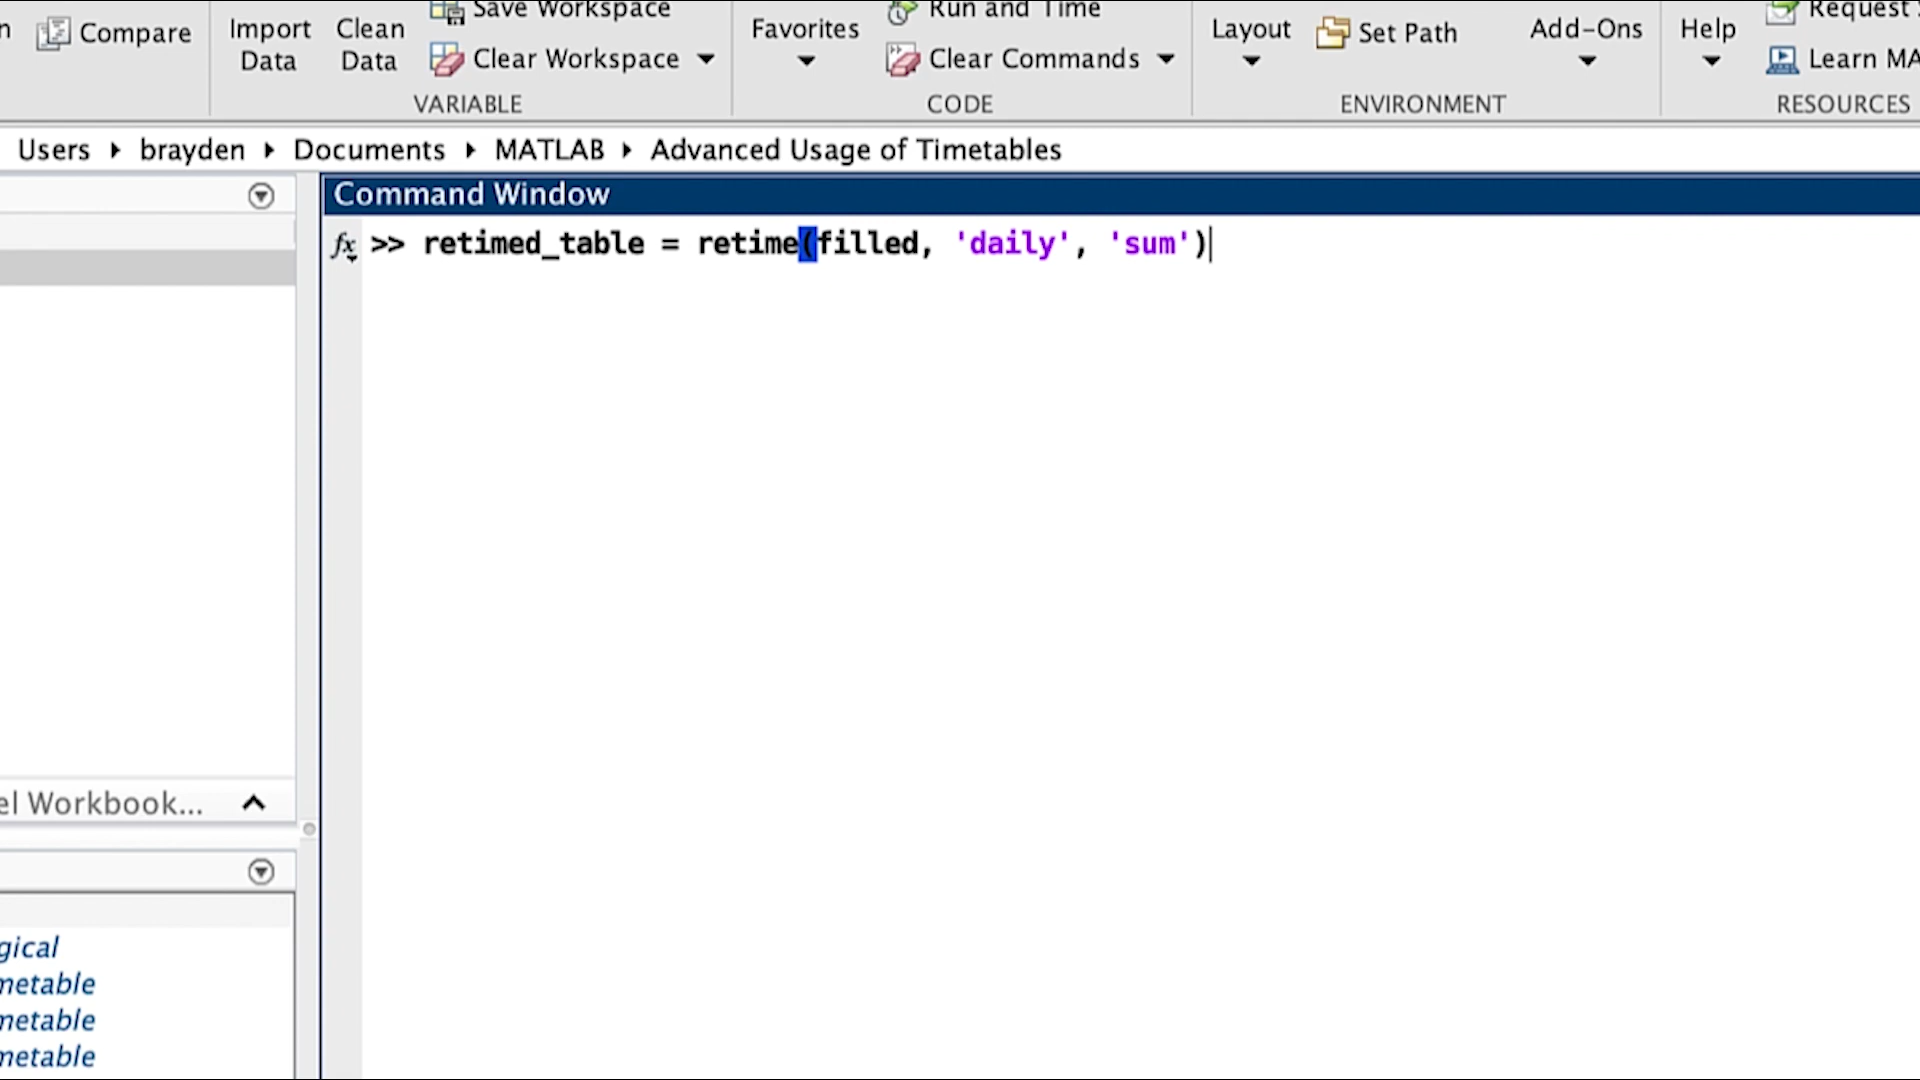 Compare
Import Data
Clean Data
Save Workspace
Clear Workspace
VARIABLE
Favorites
Run and Time
Clear Commands
CODE
Layout
Set Path
ENVIRONMENT
Add-Ons
Help
Request
Learn MA
RESOURCES
Users ▸ brayden ▸ Documents ▸ MATLAB ▸ Advanced Usage of Timetables
Command Window
fx >> retimed_table = retime(filled, 'daily', 'sum')
el Workbook...
gical
metable
metable
metable